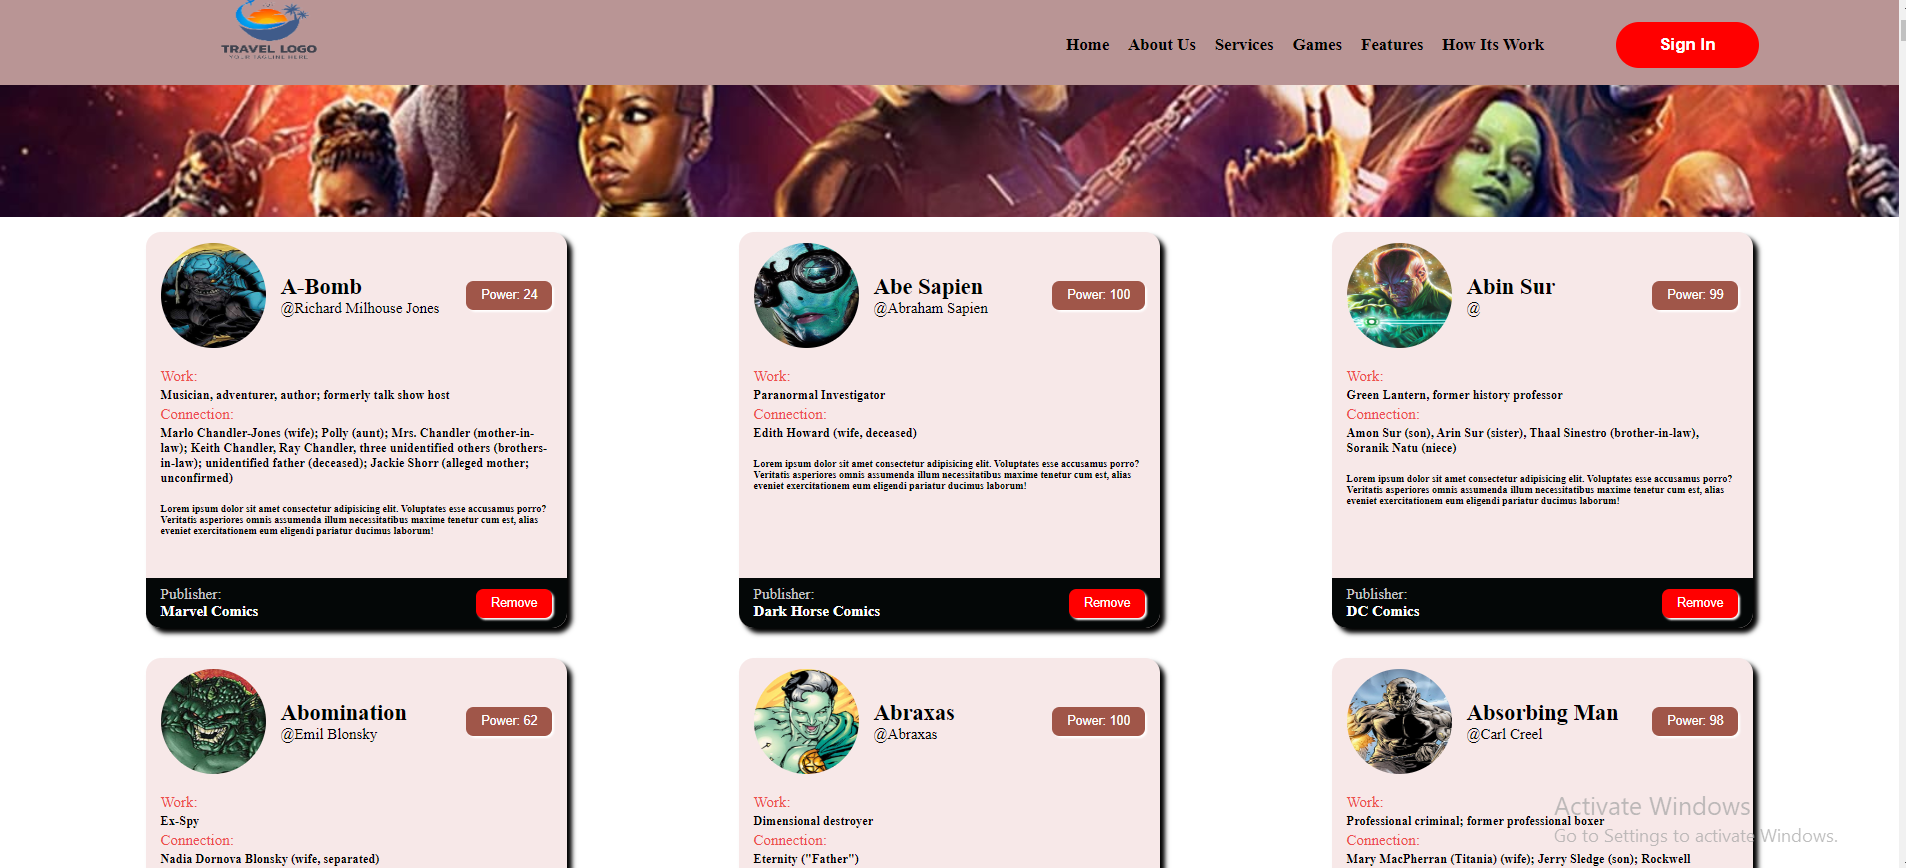 TRAVEL LOGO
YOUR TAGLINE HERE
Home About Us Services Games Features How Its Work Sign In
A-Bomb
@Richard Milhouse Jones
Power: 24
Work:
Musician, adventurer, author; formerly talk show host
Connection:
Marlo Chandler-Jones (wife); Polly (aunt); Mrs. Chandler (mother-in-
law); Keith Chandler, Ray Chandler, three unidentified others (brothers-
in-law); unidentified father (deceased); Jackie Shorr (alleged mother;
unconfirmed)
Lorem ipsum dolor sit amet consectetur adipisicing elit. Voluptates esse accusamus porro?
Veritatis asperiores omnis assumenda illum necessitatibus maxime tenetur cum est, alias
eveniet exercitationem eum eligendi pariatur ducimus laborum!
Publisher:
Marvel Comics
Remove
Abe Sapien
@Abraham Sapien
Power: 100
Work:
Paranormal Investigator
Connection:
Edith Howard (wife, deceased)
Lorem ipsum dolor sit amet consectetur adipisicing elit. Voluptates esse accusamus porro?
Veritatis asperiores omnis assumenda illum necessitatibus maxime tenetur cum est, alias
eveniet exercitationem eum eligendi pariatur ducimus laborum!
Publisher:
Dark Horse Comics
Remove
Abin Sur
@
Power: 99
Work:
Green Lantern, former history professor
Connection:
Amon Sur (son), Arin Sur (sister), Thaal Sinestro (brother-in-law),
Soranik Natu (niece)
Lorem ipsum dolor sit amet consectetur adipisicing elit. Voluptates esse accusamus porro?
Veritatis asperiores omnis assumenda illum necessitatibus maxime tenetur cum est, alias
eveniet exercitationem eum eligendi pariatur ducimus laborum!
Publisher:
DC Comics
Remove
Abomination
@Emil Blonsky
Power: 62
Work:
Ex-Spy
Connection:
Nadia Dornova Blonsky (wife, separated)
Abraxas
@Abraxas
Power: 100
Work:
Dimensional destroyer
Connection:
Eternity ("Father")
Absorbing Man
@Carl Creel
Power: 98
Work:
Professional criminal; former professional boxer
Connection:
Mary MacPherran (Titania) (wife); Jerry Sledge (son); Rockwell
Activate Windows
Go to Settings to activate Windows.